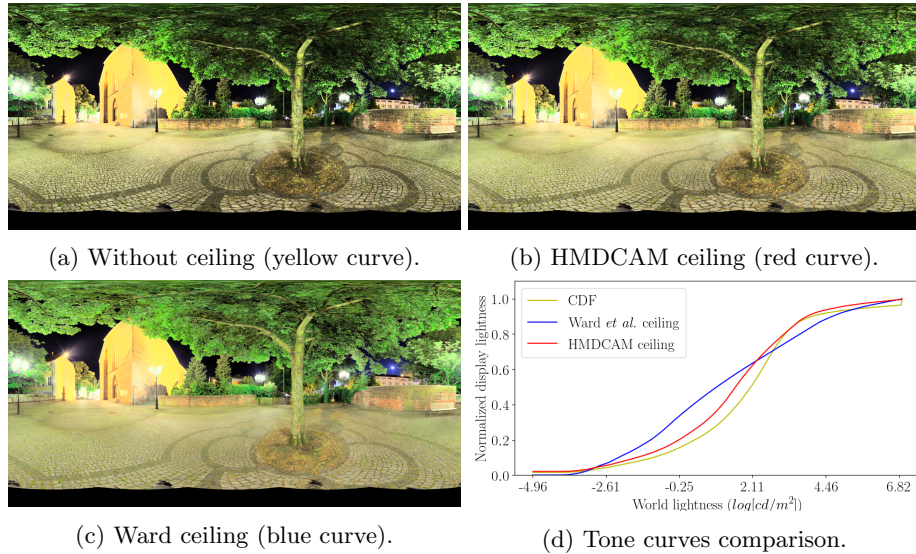 (a) Without ceiling (yellow curve).
(b) HMDCAM ceiling (red curve).
(c) Ward ceiling (blue curve).
Normalized display lightness
1.0
0.8
0.6
0.4
0.2
0.0
CDF
Ward et al. ceiling
HMDCAM ceiling
-4.96 -2.61 -0.25 2.11 4.46 6.82
World lightness (log[cd/m²])
(d) Tone curves comparison.